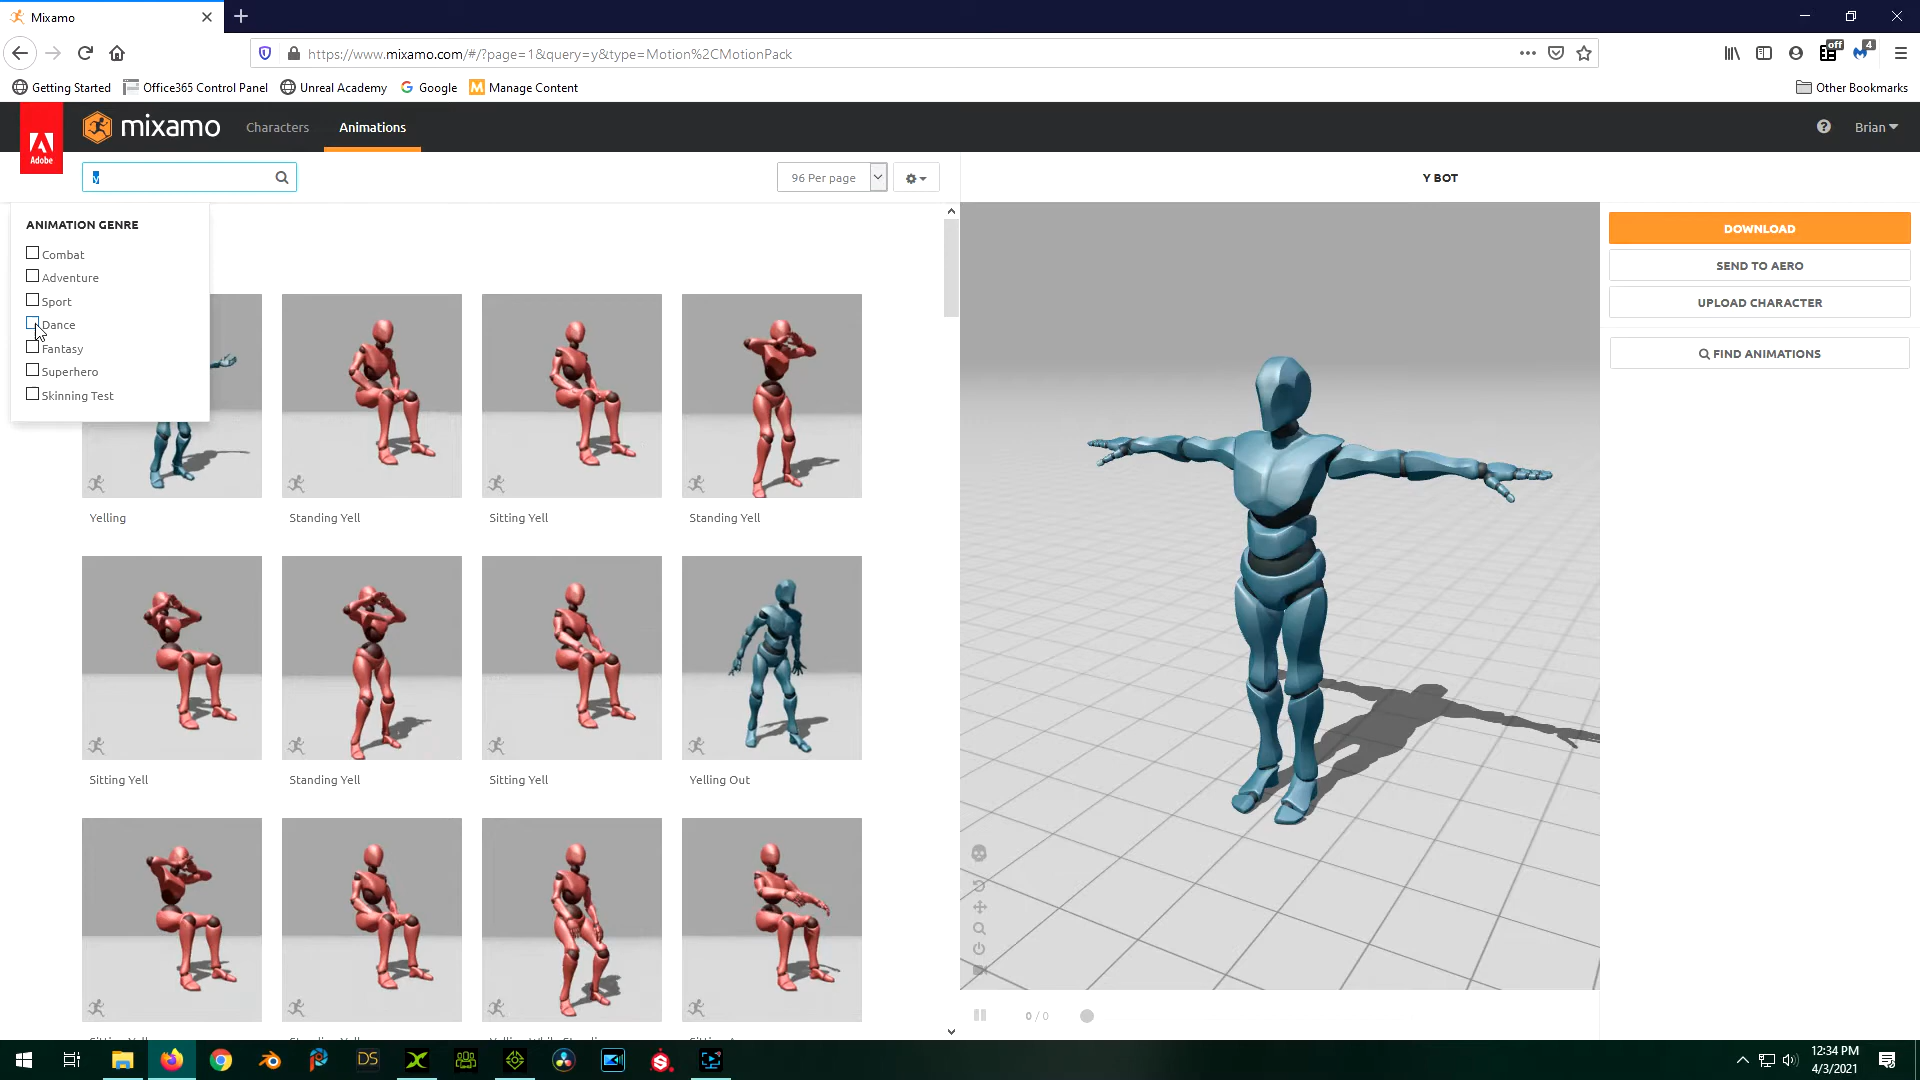 Mixamo
https://www.mixamo.com/#/?page=1&query=y&type=Motion%2CMotionPack
off
4
Getting Started
Office365 Control Panel
Unreal Academy
Google
Manage Content
Other Bookmarks
Adobe
mixamo
Characters
Animations
Brian
y
96 Per page
Y BOT
ANIMATION GENRE
Combat
Adventure
Sport
Dance
Fantasy
Superhero
Skinning Test
DOWNLOAD
SEND TO AERO
UPLOAD CHARACTER
FIND ANIMATIONS
Yelling
Standing Yell
Sitting Yell
Standing Yell
Sitting Yell
Standing Yell
Sitting Yell
Yelling Out
0 / 0
DS
12:34 PM
4/3/2021